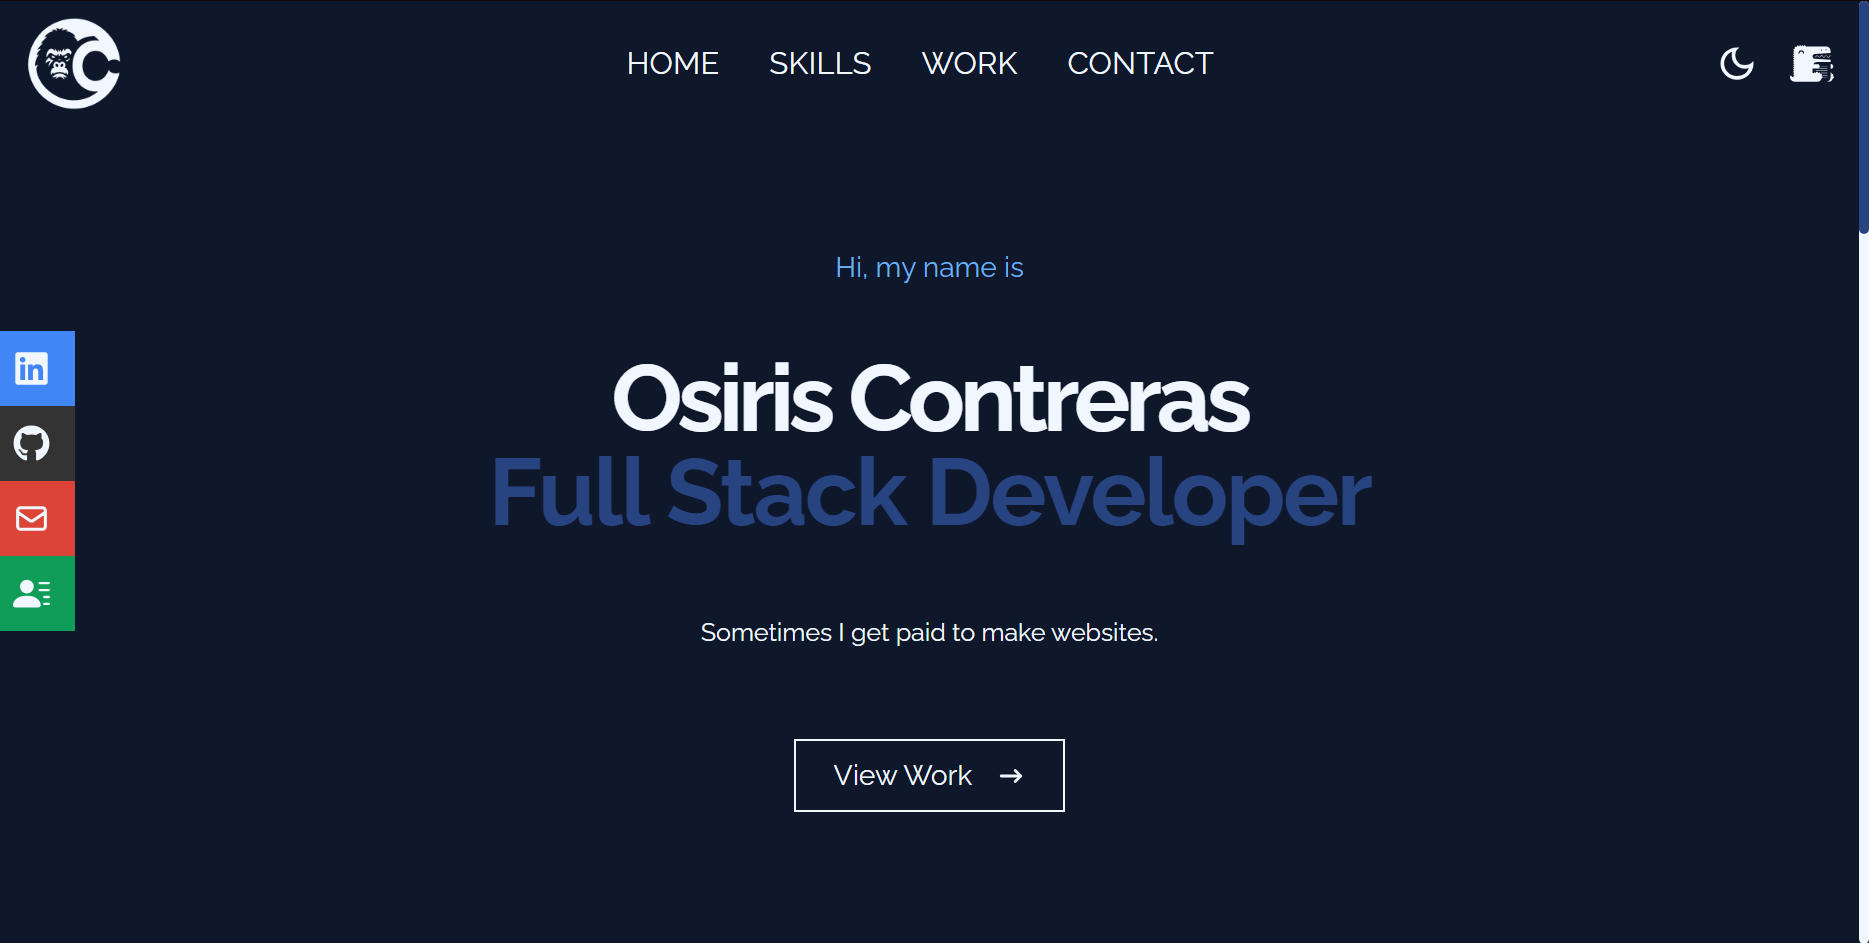 HOME SKILLS WORK CONTACT
Hi, my name is
Osiris Contreras
Full Stack Developer
in
Sometimes I get paid to make websites.
View Work →